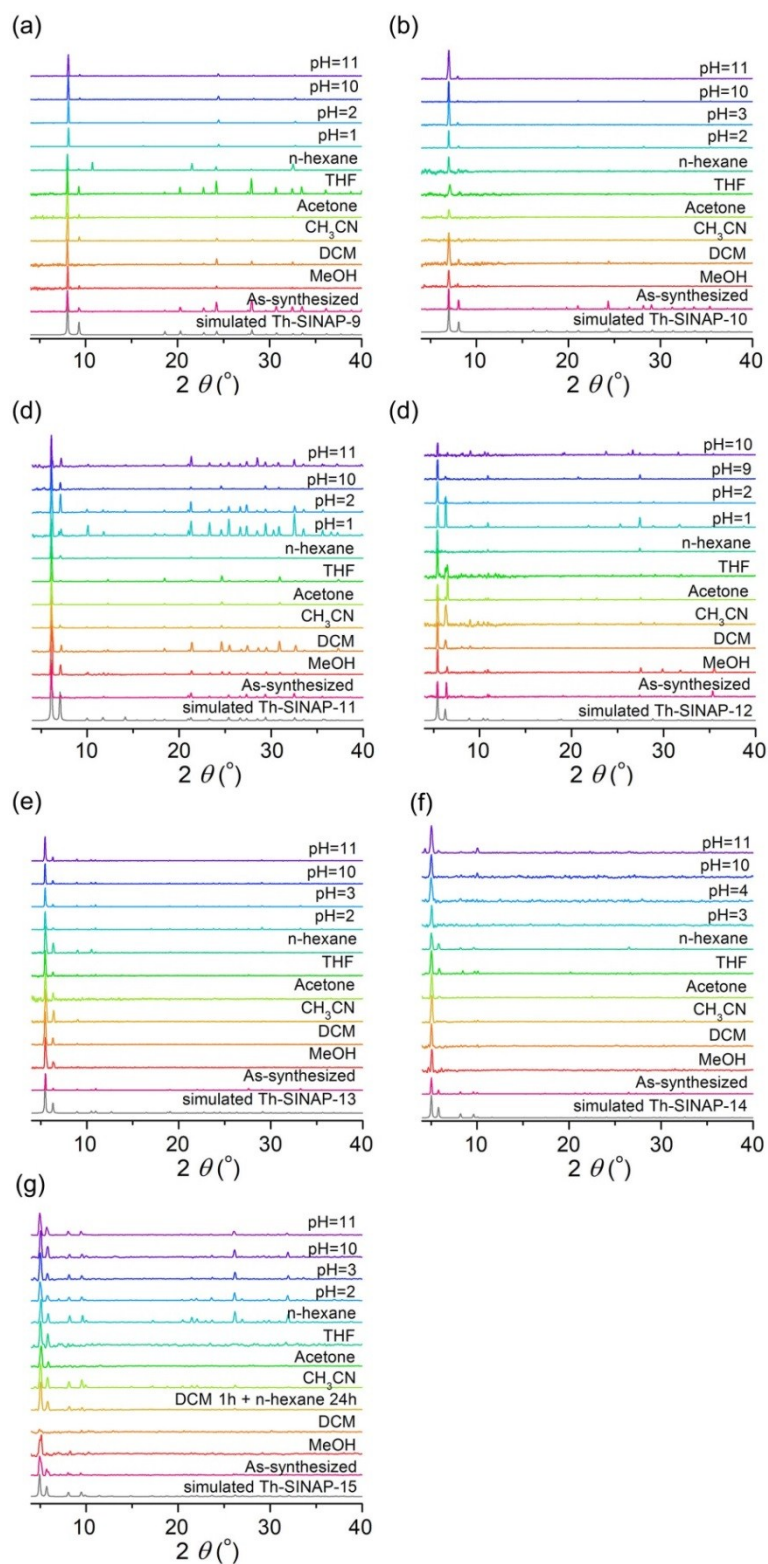 (a)
pH=11
pH=10
pH=2
pH=1
n-hexane
THF
Acetone
CH₃CN
DCM
MeOH
As-synthesized
simulated Th-SINAP-9
10 20 30 40
2 θ (°)
(b)
pH=11
pH=10
pH=3
pH=2
n-hexane
THF
Acetone
CH₃CN
DCM
MeOH
As-synthesized
simulated Th-SINAP-10
10 20 30 40
2 θ (°)
(d)
pH=11
pH=10
pH=2
pH=1
n-hexane
THF
Acetone
CH₃CN
DCM
MeOH
As-synthesized
simulated Th-SINAP-11
10 20 30 40
2 θ (°)
(d)
pH=10
pH=9
pH=2
pH=1
n-hexane
THF
Acetone
CH₃CN
DCM
MeOH
As-synthesized
simulated Th-SINAP-12
10 20 30 40
2 θ (°)
(e)
pH=11
pH=10
pH=3
pH=2
n-hexane
THF
Acetone
CH₃CN
DCM
MeOH
As-synthesized
simulated Th-SINAP-13
10 20 30 40
2 θ (°)
(f)
pH=11
pH=10
pH=4
pH=3
n-hexane
THF
Acetone
CH₃CN
DCM
MeOH
As-synthesized
simulated Th-SINAP-14
10 20 30 40
2 θ (°)
(g)
pH=11
pH=10
pH=3
pH=2
n-hexane
THF
Acetone
CH₃CN
DCM 1h + n-hexane 24h
DCM
MeOH
As-synthesized
simulated Th-SINAP-15
10 20 30 40
2 θ (°)